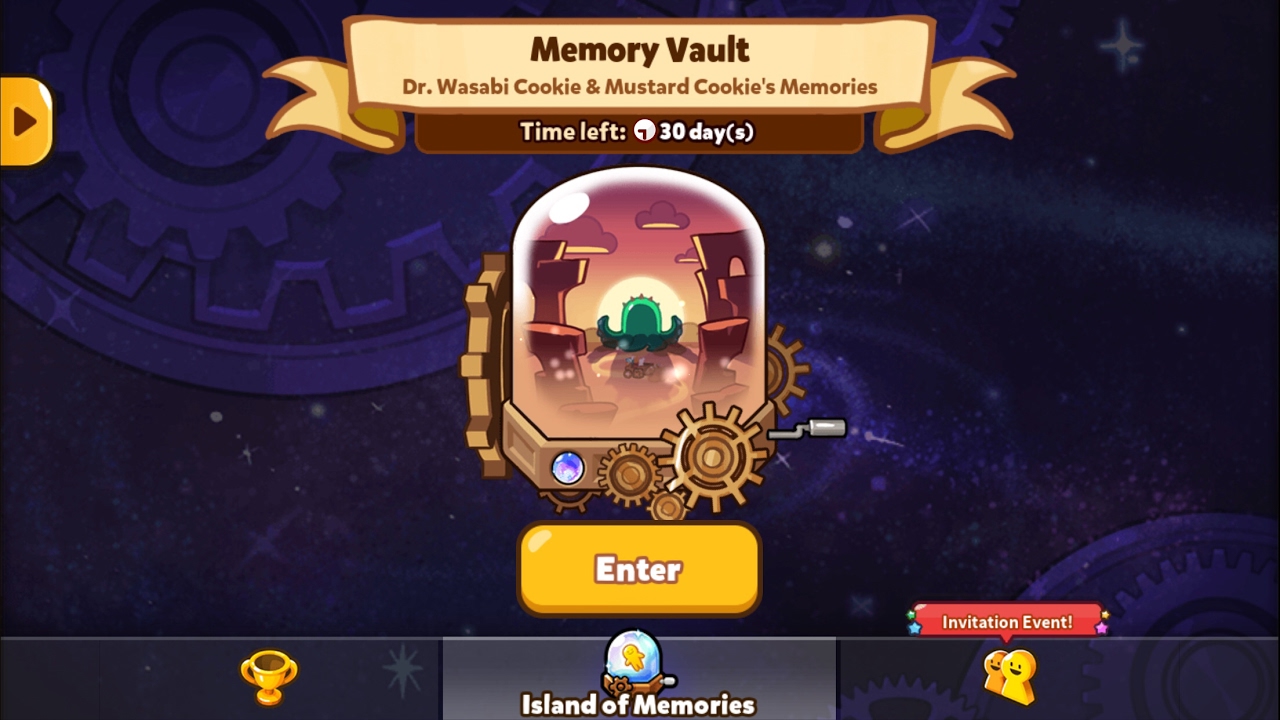 Memory Vault
Dr. Wasabi Cookie & Mustard Cookie's Memories
Time left: 30 day(s)
Enter
Invitation Event!
Island of Memories